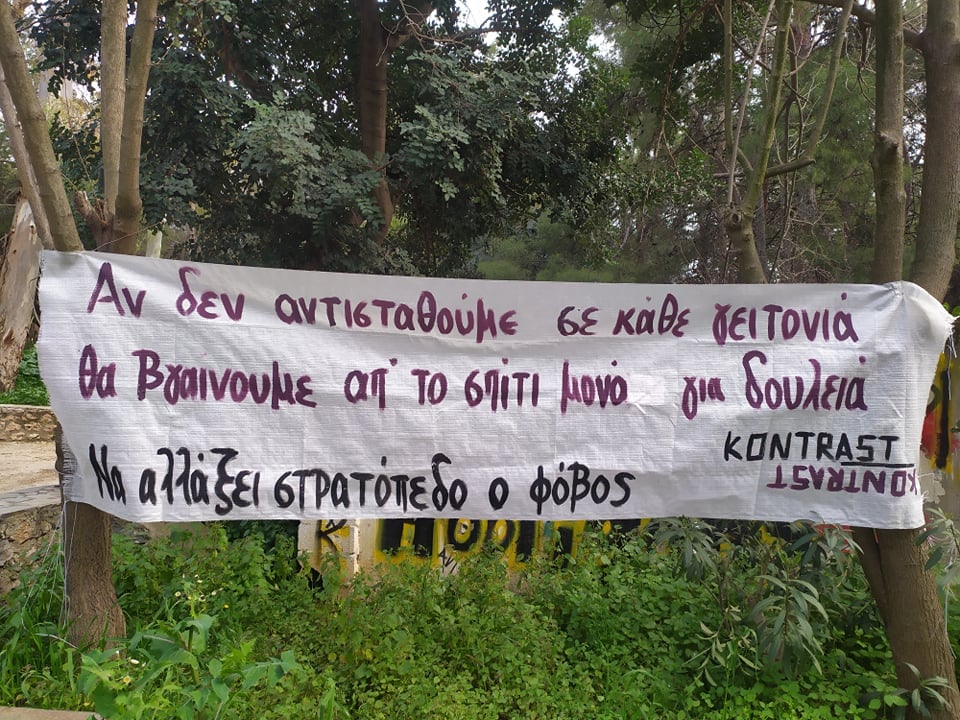 Αν δεν αντισταθούμε σε κάθε γειτονιά
θα Βγαίνουμε απ' το σπίτι μονό για δουλειά
KONTRAST
KONTRAST
Να αλλάξει στρατόπεδο ο φόβος